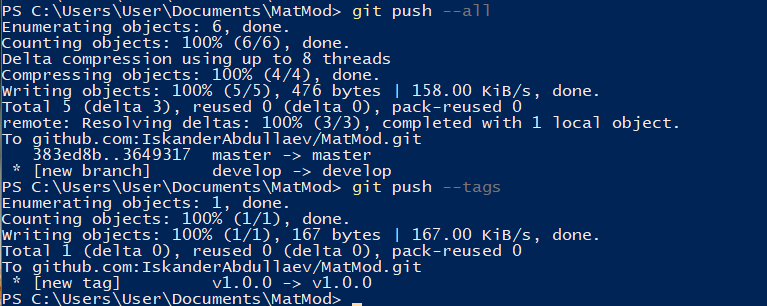 PS C:\Users\User\Documents\MatMod> git push --all
Enumerating objects: 6, done.
Counting objects: 100% (6/6), done.
Delta compression using up to 8 threads
Compressing objects: 100% (4/4), done.
Writing objects: 100% (5/5), 476 bytes | 158.00 KiB/s, done.
Total 5 (delta 3), reused 0 (delta 0), pack-reused 0
remote: Resolving deltas: 100% (3/3), completed with 1 local object.
To github.com:IskanderAbdullaev/MatMod.git
   383ed8b..3649317  master -> master
 * [new branch]      develop -> develop
PS C:\Users\User\Documents\MatMod> git push --tags
Enumerating objects: 1, done.
Counting objects: 100% (1/1), done.
Writing objects: 100% (1/1), 167 bytes | 167.00 KiB/s, done.
Total 1 (delta 0), reused 0 (delta 0), pack-reused 0
To github.com:IskanderAbdullaev/MatMod.git
 * [new tag]         v1.0.0 -> v1.0.0
PS C:\Users\User\Documents\MatMod>